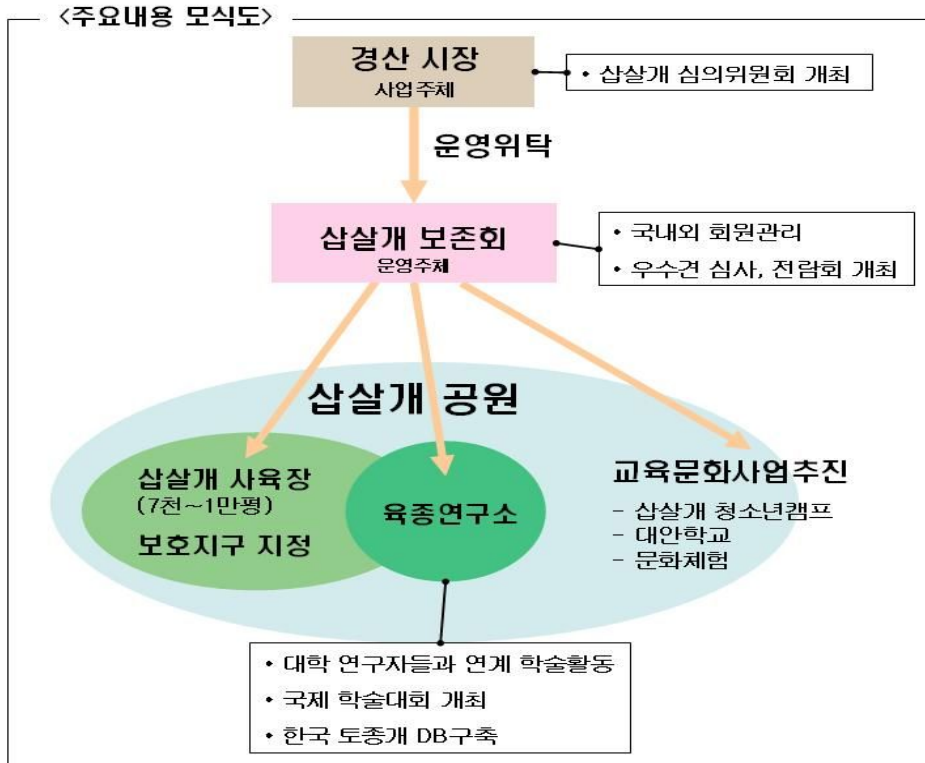 <주요내용 모식도>
경산 시장
사업주체
• 삽살개 심의위원회 개최
운영위탁
삽살개 보존회
운영주체
• 국내외 회원관리
• 우수견 심사, 전람회 개최
삽살개 공원
삽살개 사육장
(7천~1만평)
보호지구 지정
육종연구소
교육문화사업추진
- 삽살개 청소년캠프
- 대안학교
- 문화체험
• 대학 연구자들과 연계 학술활동
• 국제 학술대회 개최
• 한국 토종개 DB구축